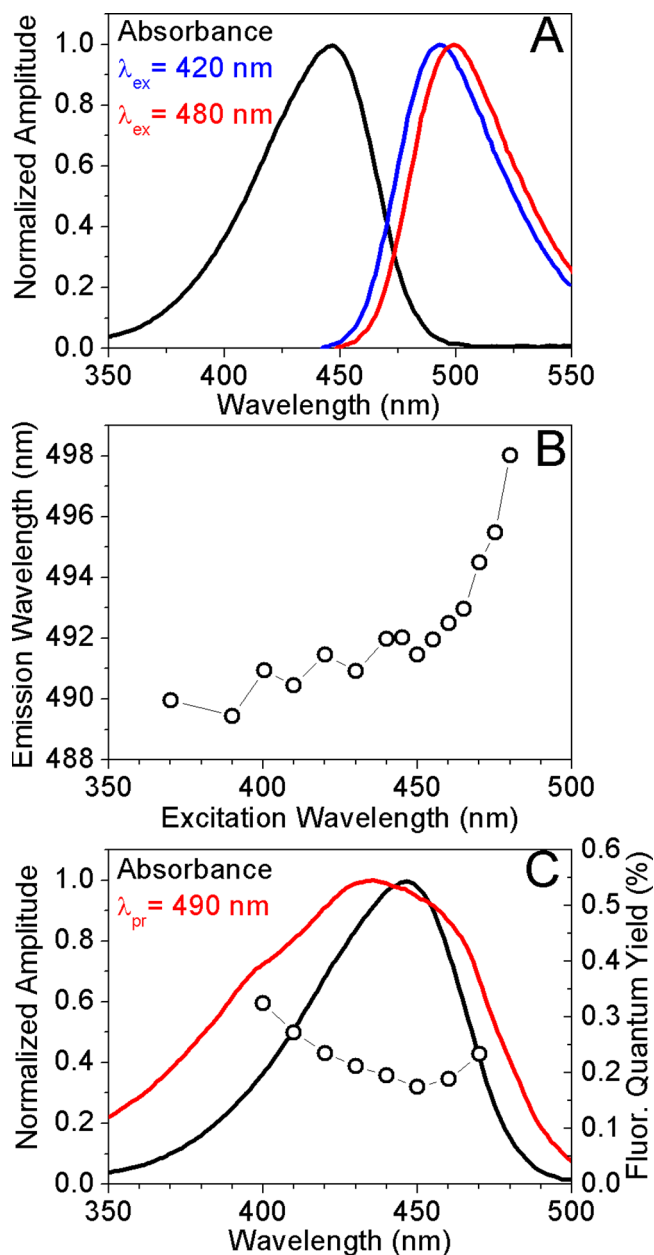 A
Absorbance
λex= 420 nm
λex= 480 nm
Normalized Amplitude
1.0
0.8
0.6
0.4
0.2
0.0
350 400 450 500 550
Wavelength (nm)
B
Emission Wavelength (nm)
498
496
494
492
490
488
350 400 450 500
Excitation Wavelength (nm)
C
Absorbance
λpr= 490 nm
Normalized Amplitude
1.0
0.8
0.6
0.4
0.2
0.0
Fluor. Quantum Yield (%)
0.6
0.5
0.4
0.3
0.2
0.1
0.0
350 400 450 500
Wavelength (nm)